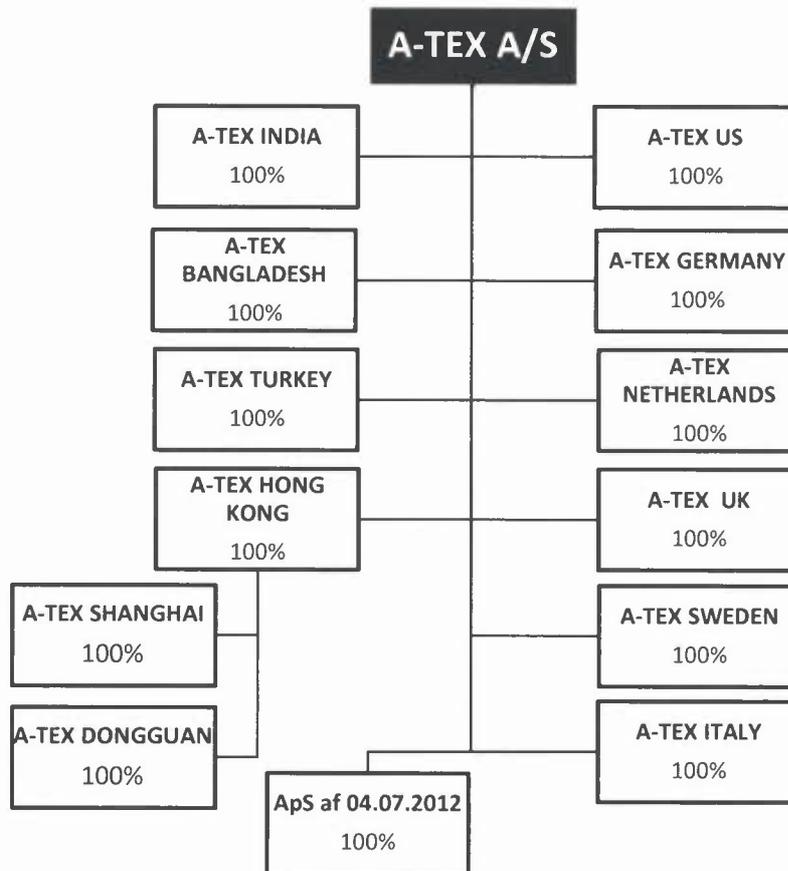 A-TEX A/S
A-TEX INDIA
100%
A-TEX US
100%
A-TEX
BANGLADESH
100%
A-TEX GERMANY
100%
A-TEX TURKEY
100%
A-TEX
NETHERLANDS
100%
A-TEX HONG
KONG
100%
A-TEX UK
100%
A-TEX SHANGHAI
100%
A-TEX SWEDEN
100%
A-TEX DONGGUAN
100%
A-TEX ITALY
100%
ApS af 04.07.2012
100%